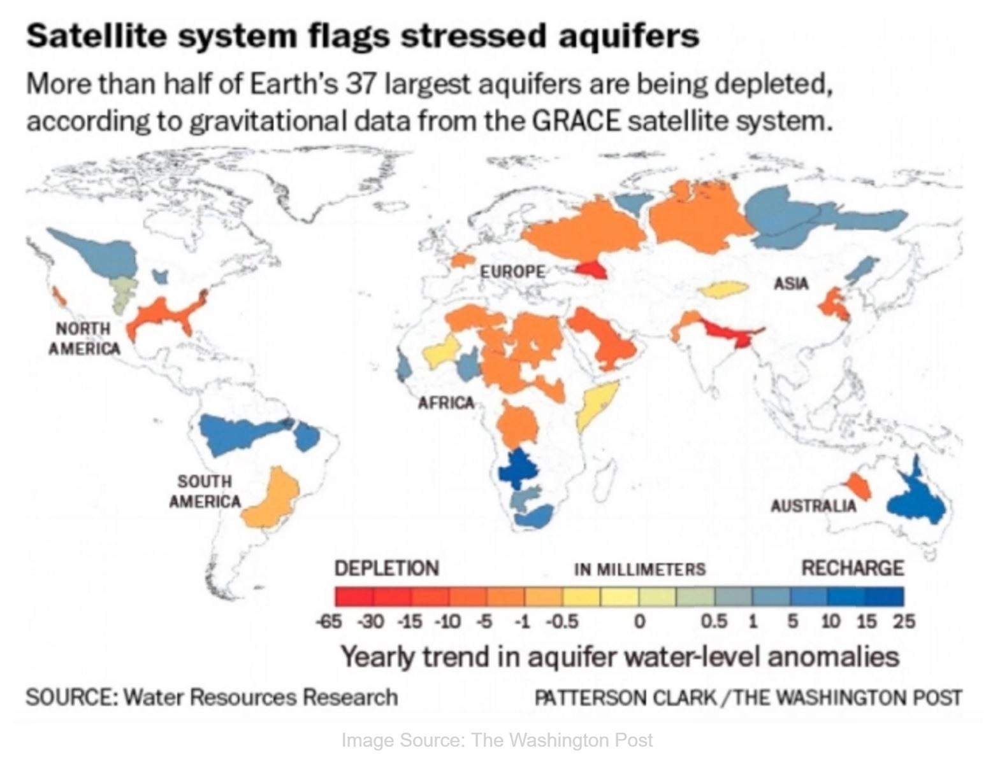 Satellite system flags stressed aquifers
More than half of Earth's 37 largest aquifers are being depleted,
according to gravitational data from the GRACE satellite system.
EUROPE
ASIA
NORTH
AMERICA
AFRICA
SOUTH
AMERICA
AUSTRALIA
DEPLETION IN MILLIMETERS RECHARGE
-65 -30 -15 -10 -5 -1 -0.5 0 0.5 1 5 10 15 25
Yearly trend in aquifer water-level anomalies
SOURCE: Water Resources Research PATTERSON CLARK/THE WASHINGTON POST
Image Source: The Washington Post